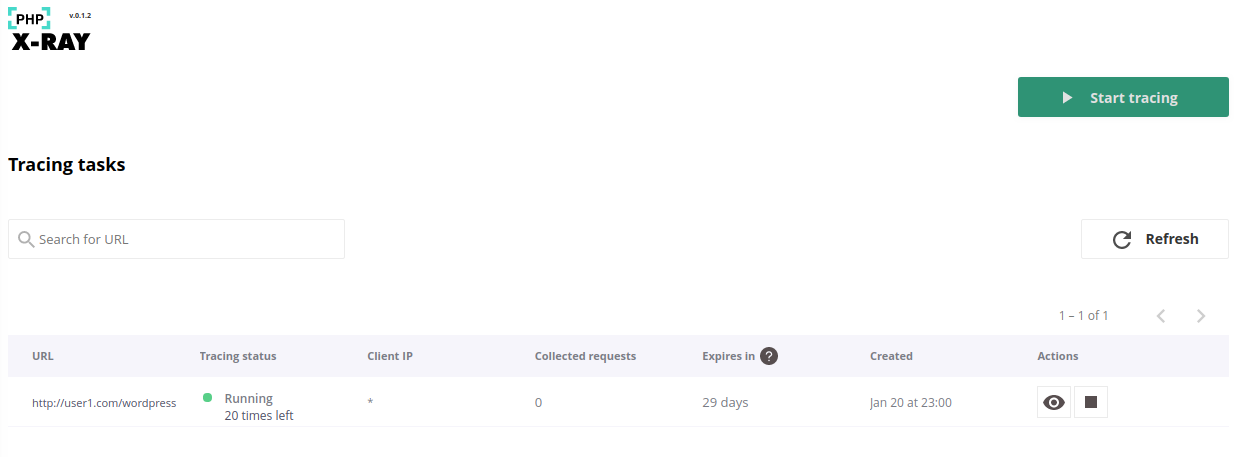 PHP
v.0.1.2
X-RAY
Start tracing
Tracing tasks
Search for URL
Refresh
1 – 1 of 1
URL Tracing status Client IP Collected requests Expires in ? Created Actions
http://user1.com/wordpress Running * 0 29 days Jan 20 at 23:00
20 times left